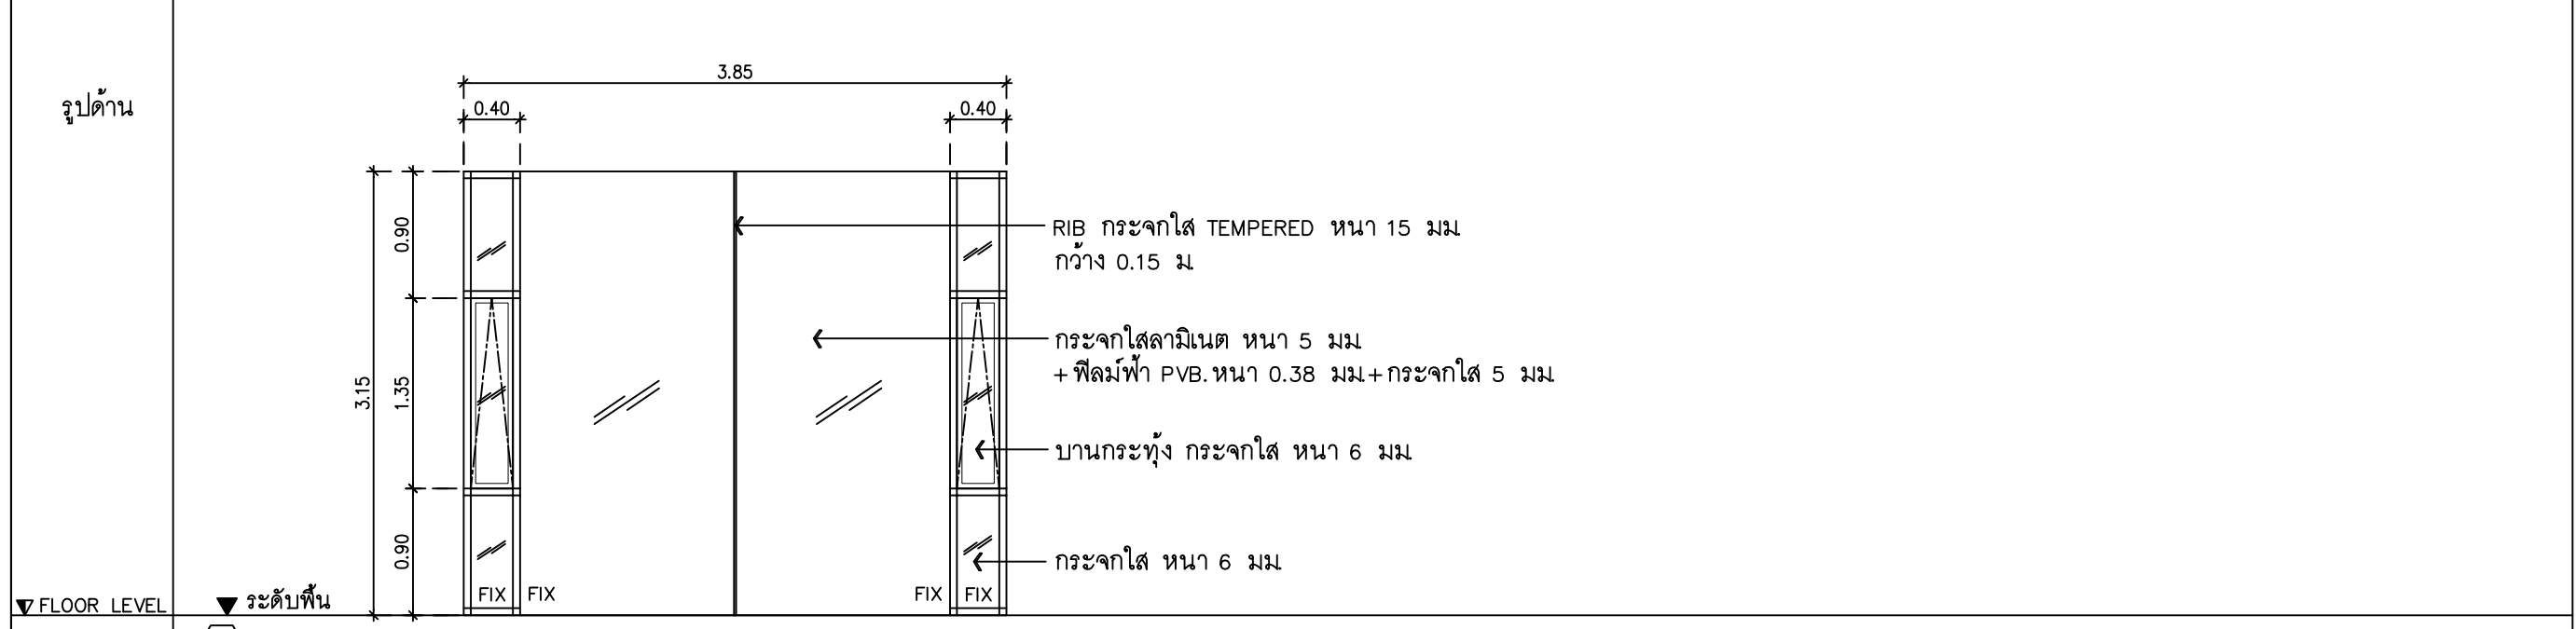 รูปด้าน
3.85
0.40
0.40
3.15
0.90
1.35
0.90
RIB กระจกใส TEMPERED หนา 15 มม.
กว้าง 0.15 ม.
กระจกใสลามิเนต หนา 5 มม.
+ฟิลม์ฟ้า PVB.หนา 0.38 มม.+กระจกใส 5 มม.
บานกระทุ้ง กระจกใส หนา 6 มม.
กระจกใส หนา 6 มม.
FIX
FIX
FIX
FIX
FLOOR LEVEL
ระดับพื้น